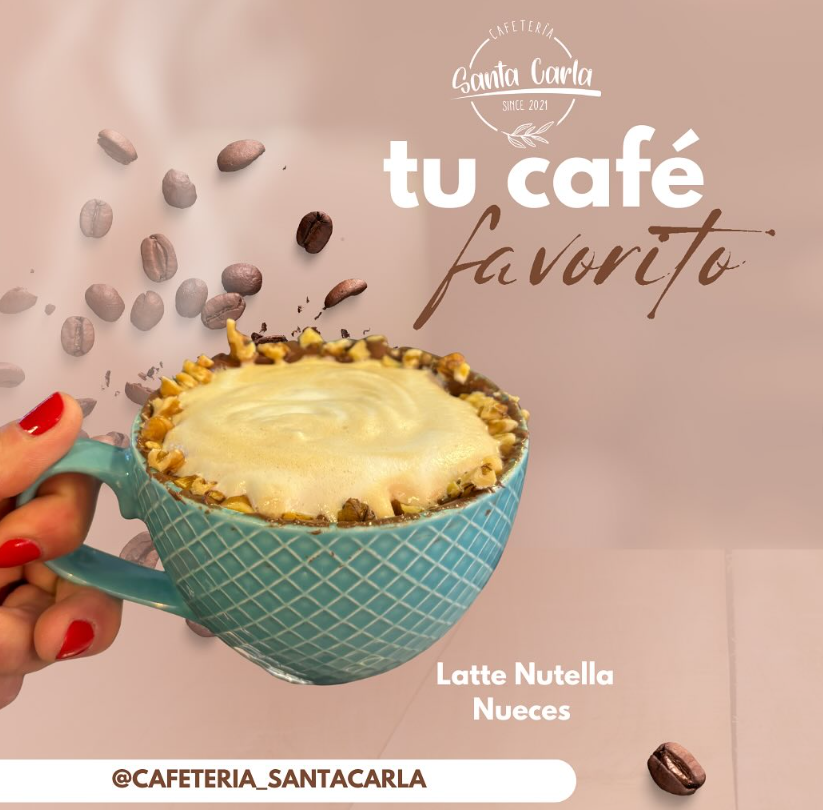 CAFETERÍA
Santa Carla
SINCE 2021
tu café
favorito
Latte Nutella
Nueces
@CAFETERIA_SANTACARLA